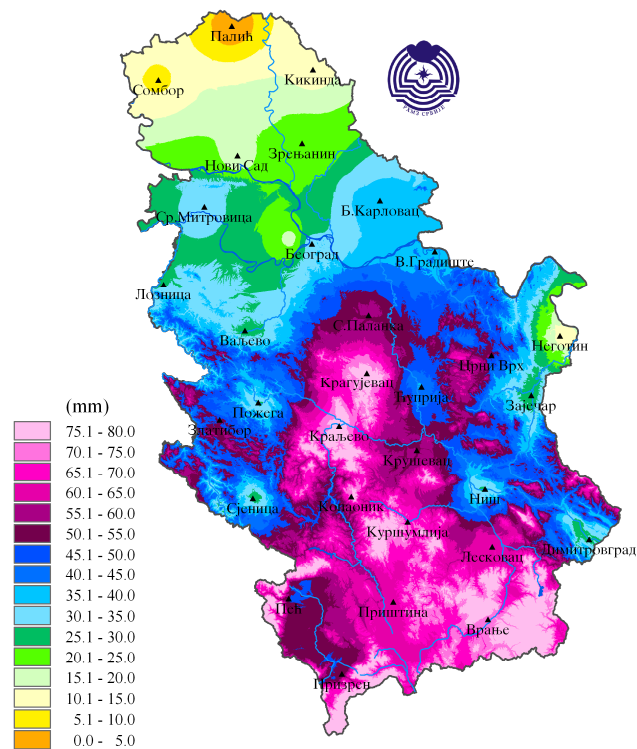 Палић
Кикинда
Сомбор
РХМЗ СРБИЈЕ
Зрењанин
Нови Сад
Ср.Митровица
Б.Карловац
Београд
В.Градиште
Лозница
С.Паланка
Ваљево
Неготин
Црни Врх
Крагујевац
Ћуприја
Зајечар
Пожега
Златибор
Краљево
Крушевац
Сјеница
Копаоник
Ниш
Куршумлија
Димитровград
Лесковац
Пећ
Приштина
Врање
Призрен
(mm)
75.1 - 80.0
70.1 - 75.0
65.1 - 70.0
60.1 - 65.0
55.1 - 60.0
50.1 - 55.0
45.1 - 50.0
40.1 - 45.0
35.1 - 40.0
30.1 - 35.0
25.1 - 30.0
20.1 - 25.0
15.1 - 20.0
10.1 - 15.0
5.1 - 10.0
0.0 - 5.0